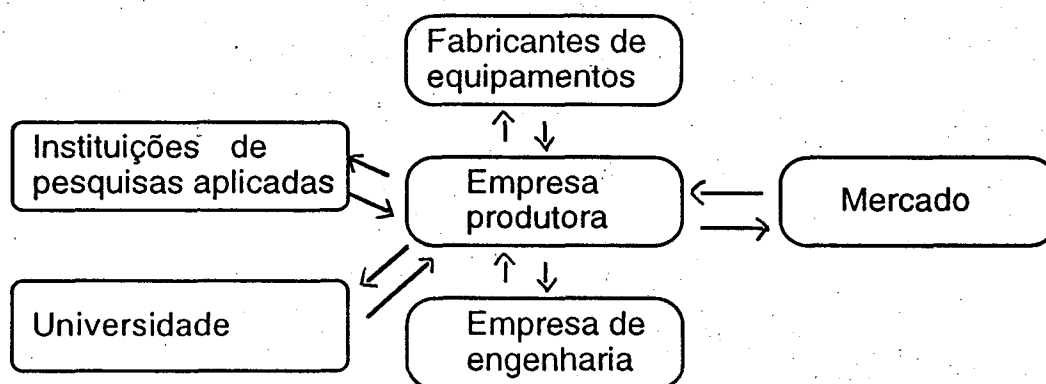 Fabricantes de
equipamentos
Instituições de
pesquisas aplicadas
Empresa
produtora
Mercado
Universidade
Empresa de
engenharia